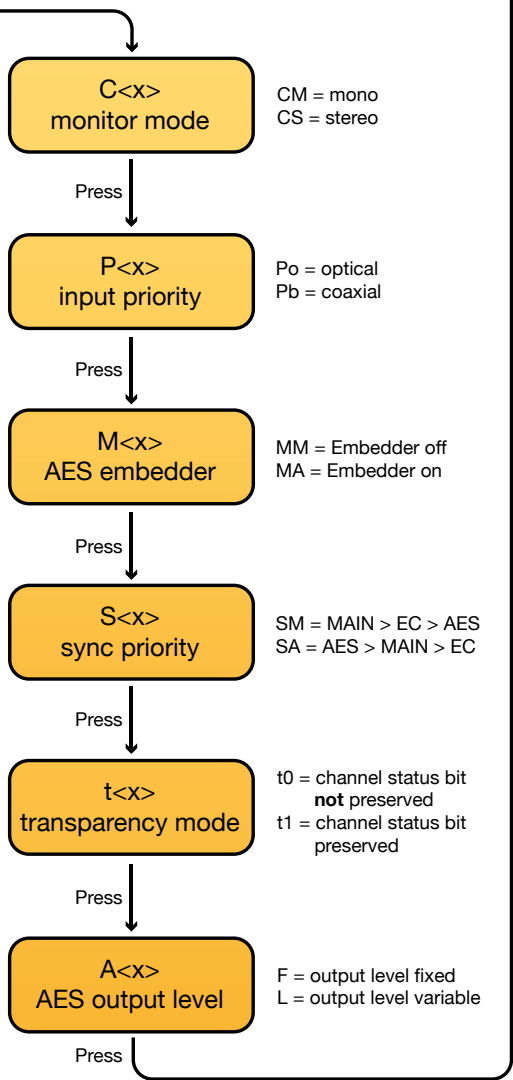 C<x>
monitor mode
CM = mono
CS = stereo
Press
P<x>
input priority
Po = optical
Pb = coaxial
Press
M<x>
AES embedder
MM = Embedder off
MA = Embedder on
Press
S<x>
sync priority
SM = MAIN > EC > AES
SA = AES > MAIN > EC
Press
t<x>
transparency mode
t0 = channel status bit
not preserved
t1 = channel status bit
preserved
Press
A<x>
AES output level
F = output level fixed
L = output level variable
Press